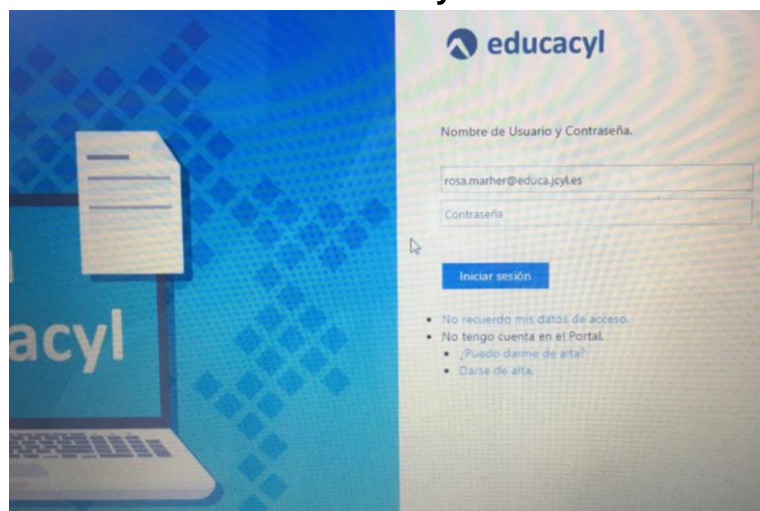 educacyl
Nombre de Usuario y Contraseña.
rosa.marher@educa.jcyl.es
Contraseña
Iniciar sesión
No recuerdo mis datos de acceso.
No tengo cuenta en el Portal.
¿Puedo darme de alta?
Darse de alta.
acyl